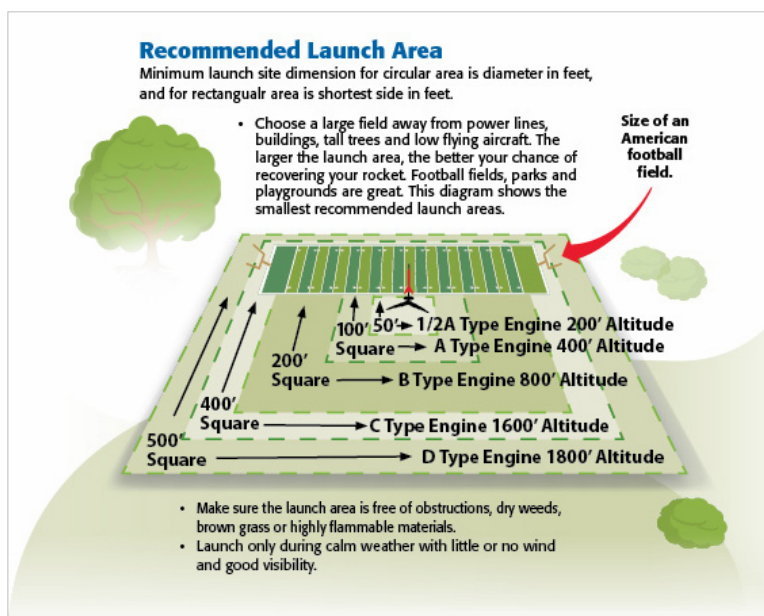 Recommended Launch Area
Minimum launch site dimension for circular area is diameter in feet,
and for rectangualr area is shortest side in feet.
• Choose a large field away from power lines,
buildings, tall trees and low flying aircraft. The
larger the launch area, the better your chance of
recovering your rocket. Football fields, parks and
playgrounds are great. This diagram shows the
smallest recommended launch areas.
Size of an
American
football
field.
50' 1/2A Type Engine 200' Altitude
100'
Square A Type Engine 400' Altitude
200'
Square B Type Engine 800' Altitude
400'
Square C Type Engine 1600' Altitude
500'
Square D Type Engine 1800' Altitude
• Make sure the launch area is free of obstructions, dry weeds,
brown grass or highly flammable materials.
• Launch only during calm weather with little or no wind
and good visibility.